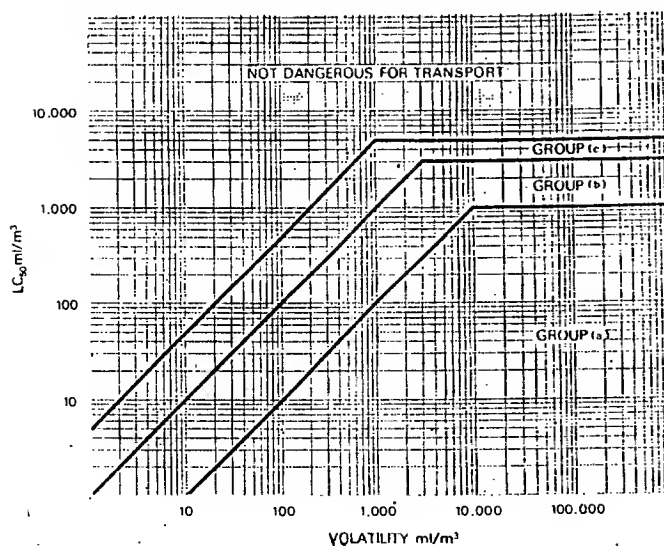 NOT DANGEROUS FOR TRANSPORT
10.000
GROUP (c)
GROUP (b)
1.000
LC50 ml/m³
100
GROUP (a)
10
10
100
1.000
10.000
100.000
VOLATILITY ml/m³